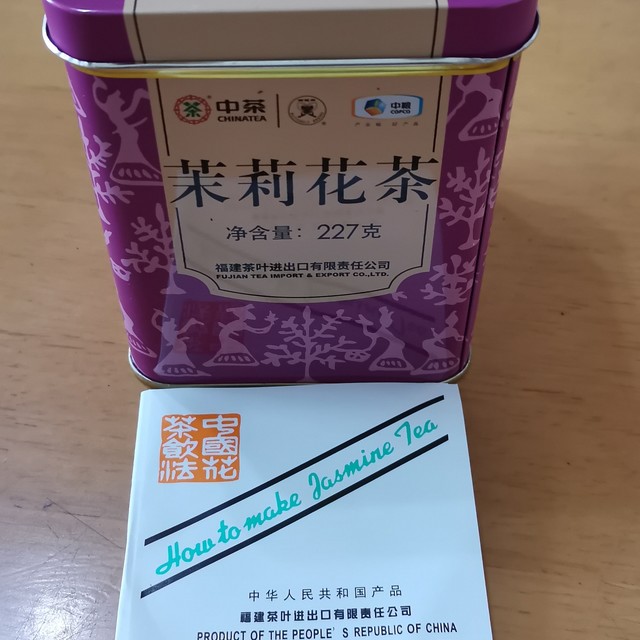 中茶
CHINATEA
中粮
COFCO
茉莉花茶
净含量：227克
福建茶叶进出口有限责任公司
FUJIAN TEA IMPORT & EXPORT CO.,LTD.
中國花
茶飲法
How to make Jasmine Tea
中华人民共和国产品
福建茶叶进出口有限责任公司
PRODUCT OF THE PEOPLE'S REPUBLIC OF CHINA